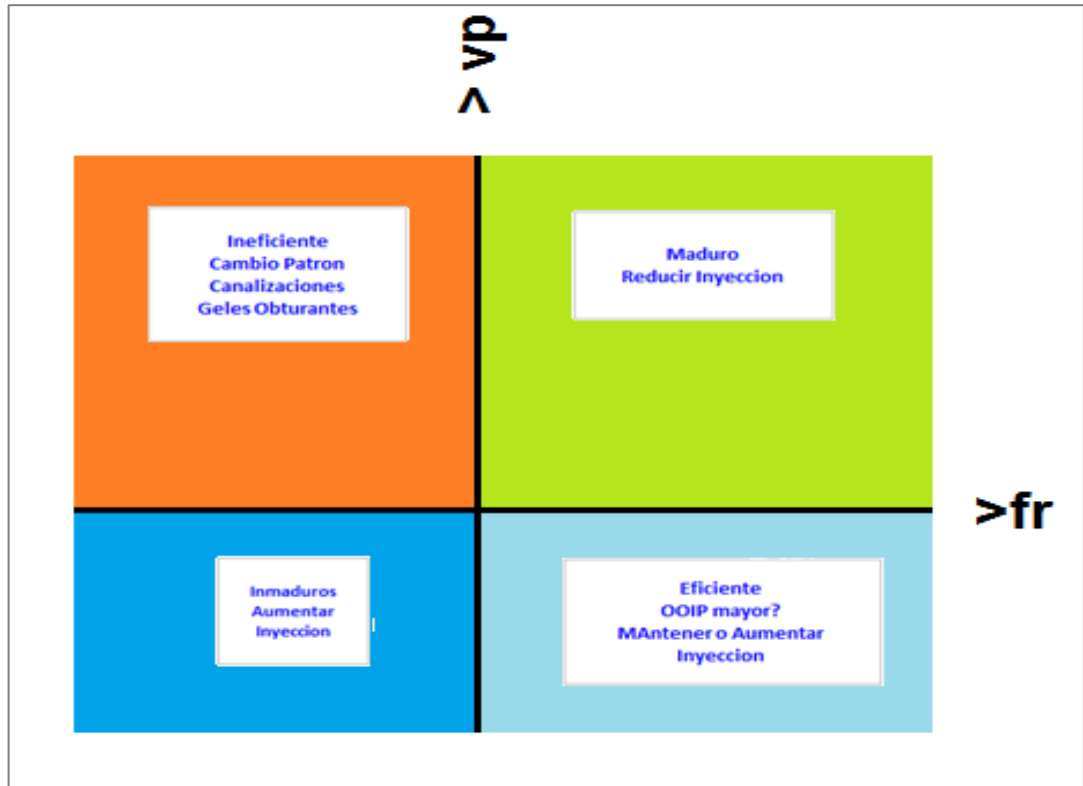 > vp
Ineficiente
Cambio Patron
Canalizaciones
Geles Obturantes
Maduro
Reducir Inyeccion
>fr
Inmaduros
Aumentar
Inyeccion
Eficiente
OOIP mayor?
MAntener o Aumentar
Inyeccion